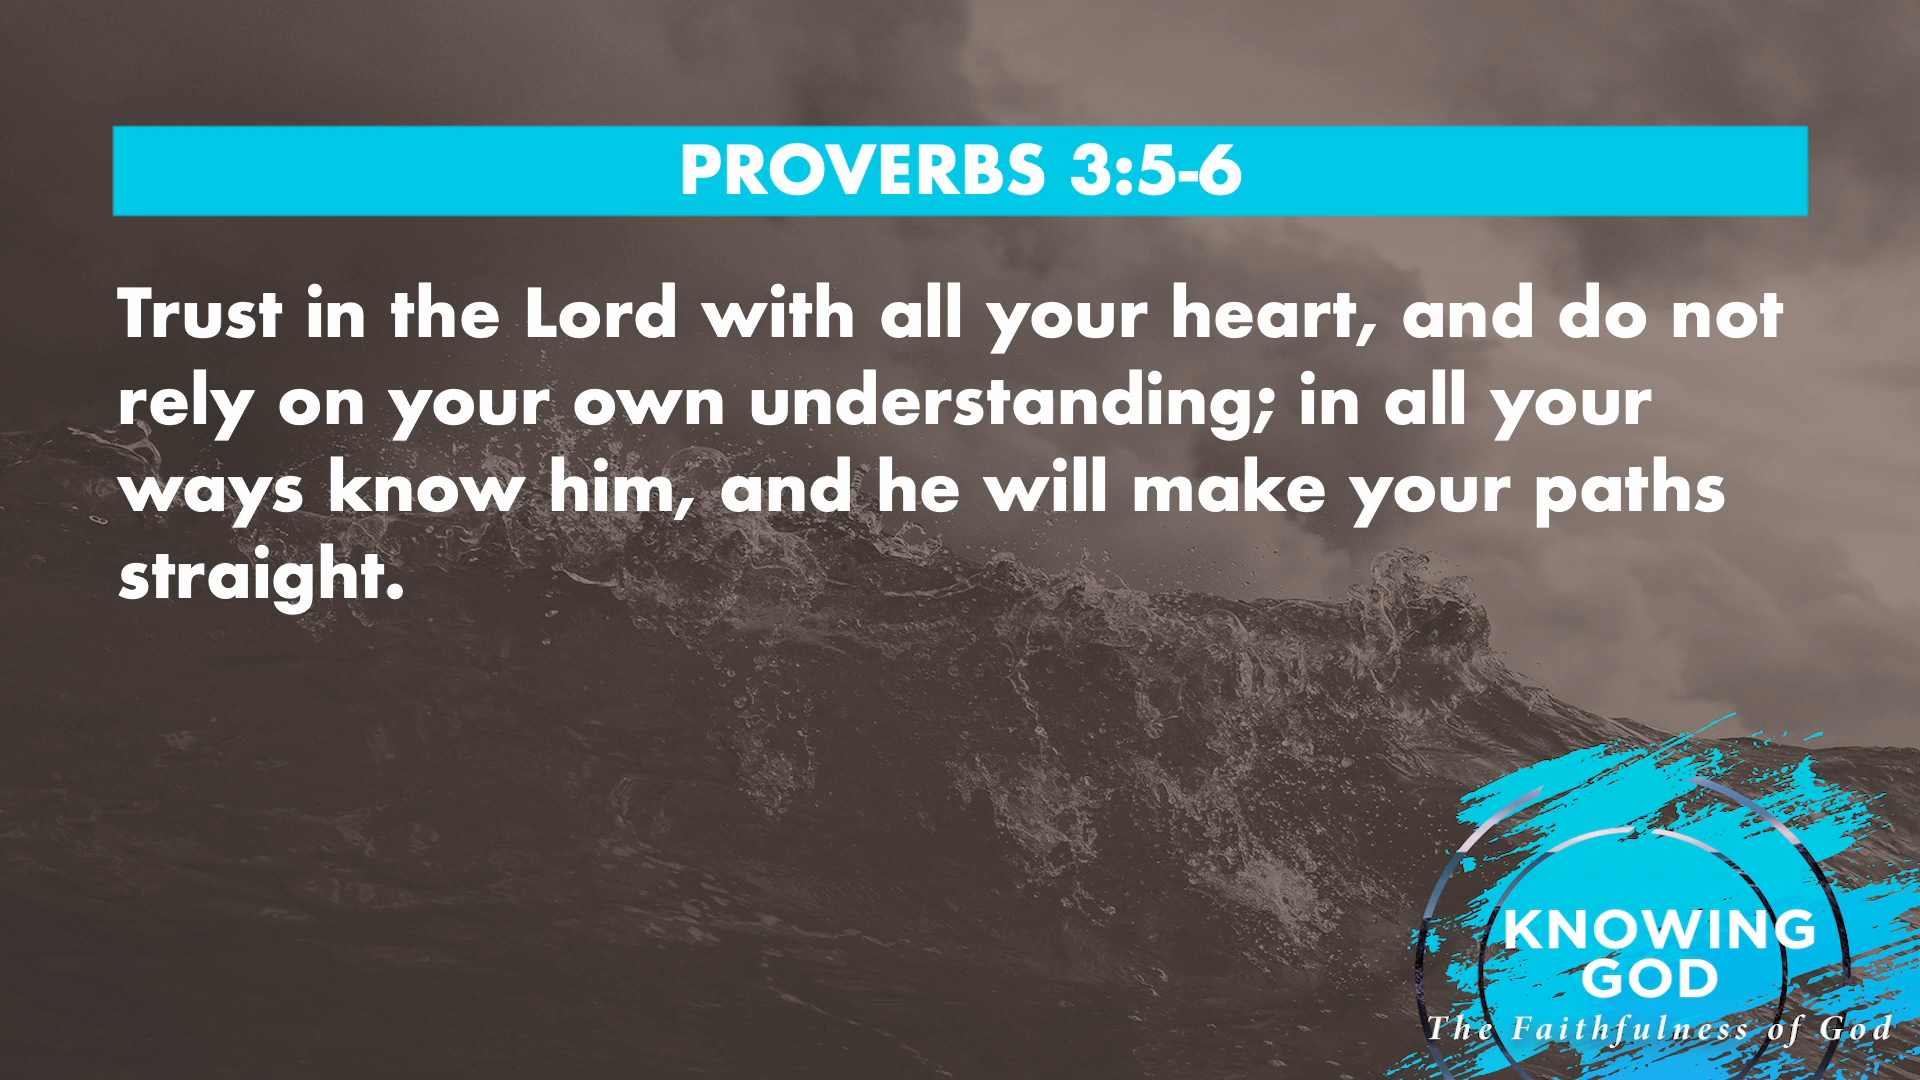 PROVERBS 3:5-6
Trust in the Lord with all your heart, and do not
rely on your own understanding; in all your
ways know him, and he will make your paths
straight.
KNOWING
GOD
The Faithfulness of God